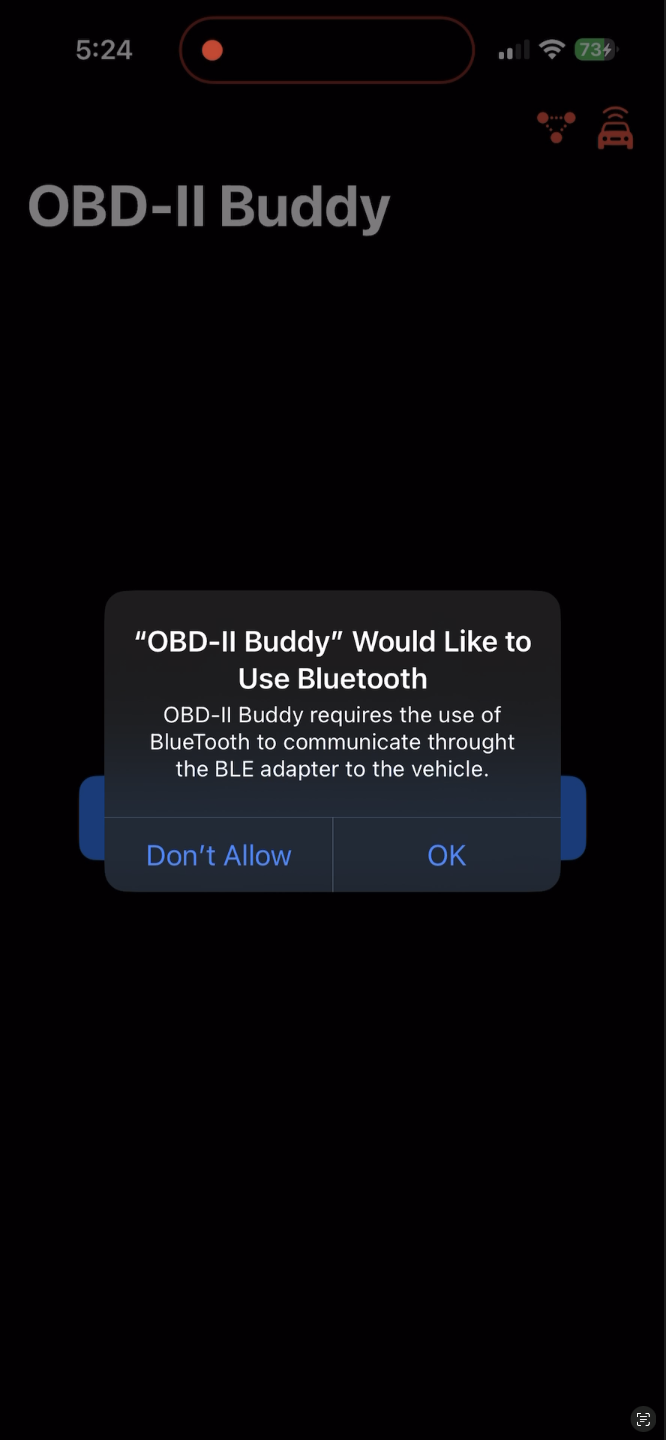 5:24
73
OBD-II Buddy
“OBD-II Buddy” Would Like to
Use Bluetooth
OBD-II Buddy requires the use of
BlueTooth to communicate throught
the BLE adapter to the vehicle.
Don’t Allow
OK